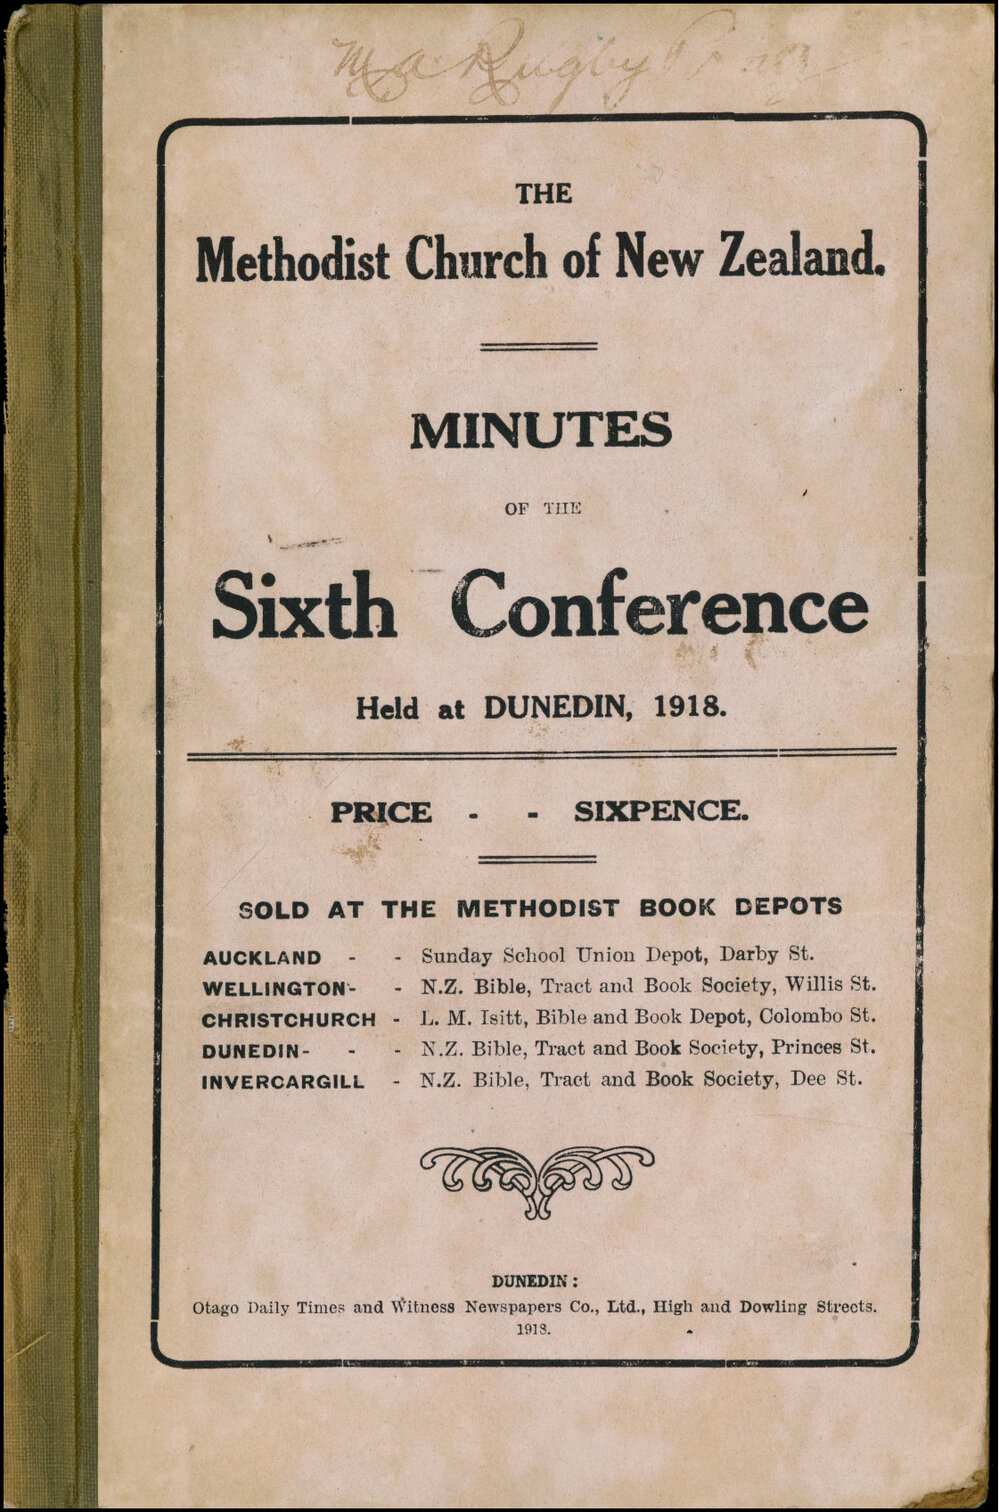 M. A. Rugby
THE
Methodist Church of New Zealand.
MINUTES
OF THE
Sixth Conference
Held at DUNEDIN, 1918.
PRICE - - SIXPENCE.
SOLD AT THE METHODIST BOOK DEPOTS
AUCKLAND - - Sunday School Union Depot, Darby St.
WELLINGTON - - N.Z. Bible, Tract and Book Society, Willis St.
CHRISTCHURCH - L. M. Isitt, Bible and Book Depot, Colombo St.
DUNEDIN - - - N.Z. Bible, Tract and Book Society, Princes St.
INVERCARGILL - N.Z. Bible, Tract and Book Society, Dee St.
DUNEDIN:
Otago Daily Times and Witness Newspapers Co., Ltd., High and Dowling Streets.
1918.